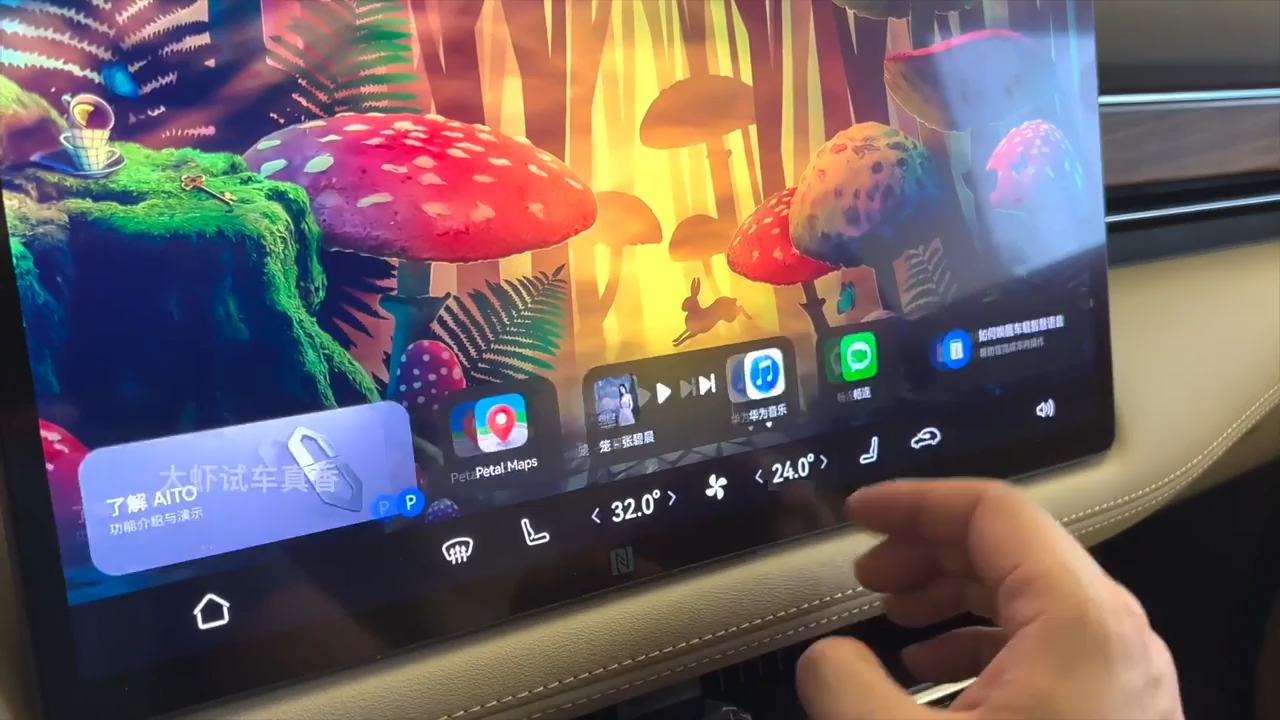 如何唤醒车载智慧语音
华为音乐
畅连
笼 张碧晨
Petal Maps
大虾试车真香
了解 AITO
功能介绍与演示
P
24.0°
32.0°
N